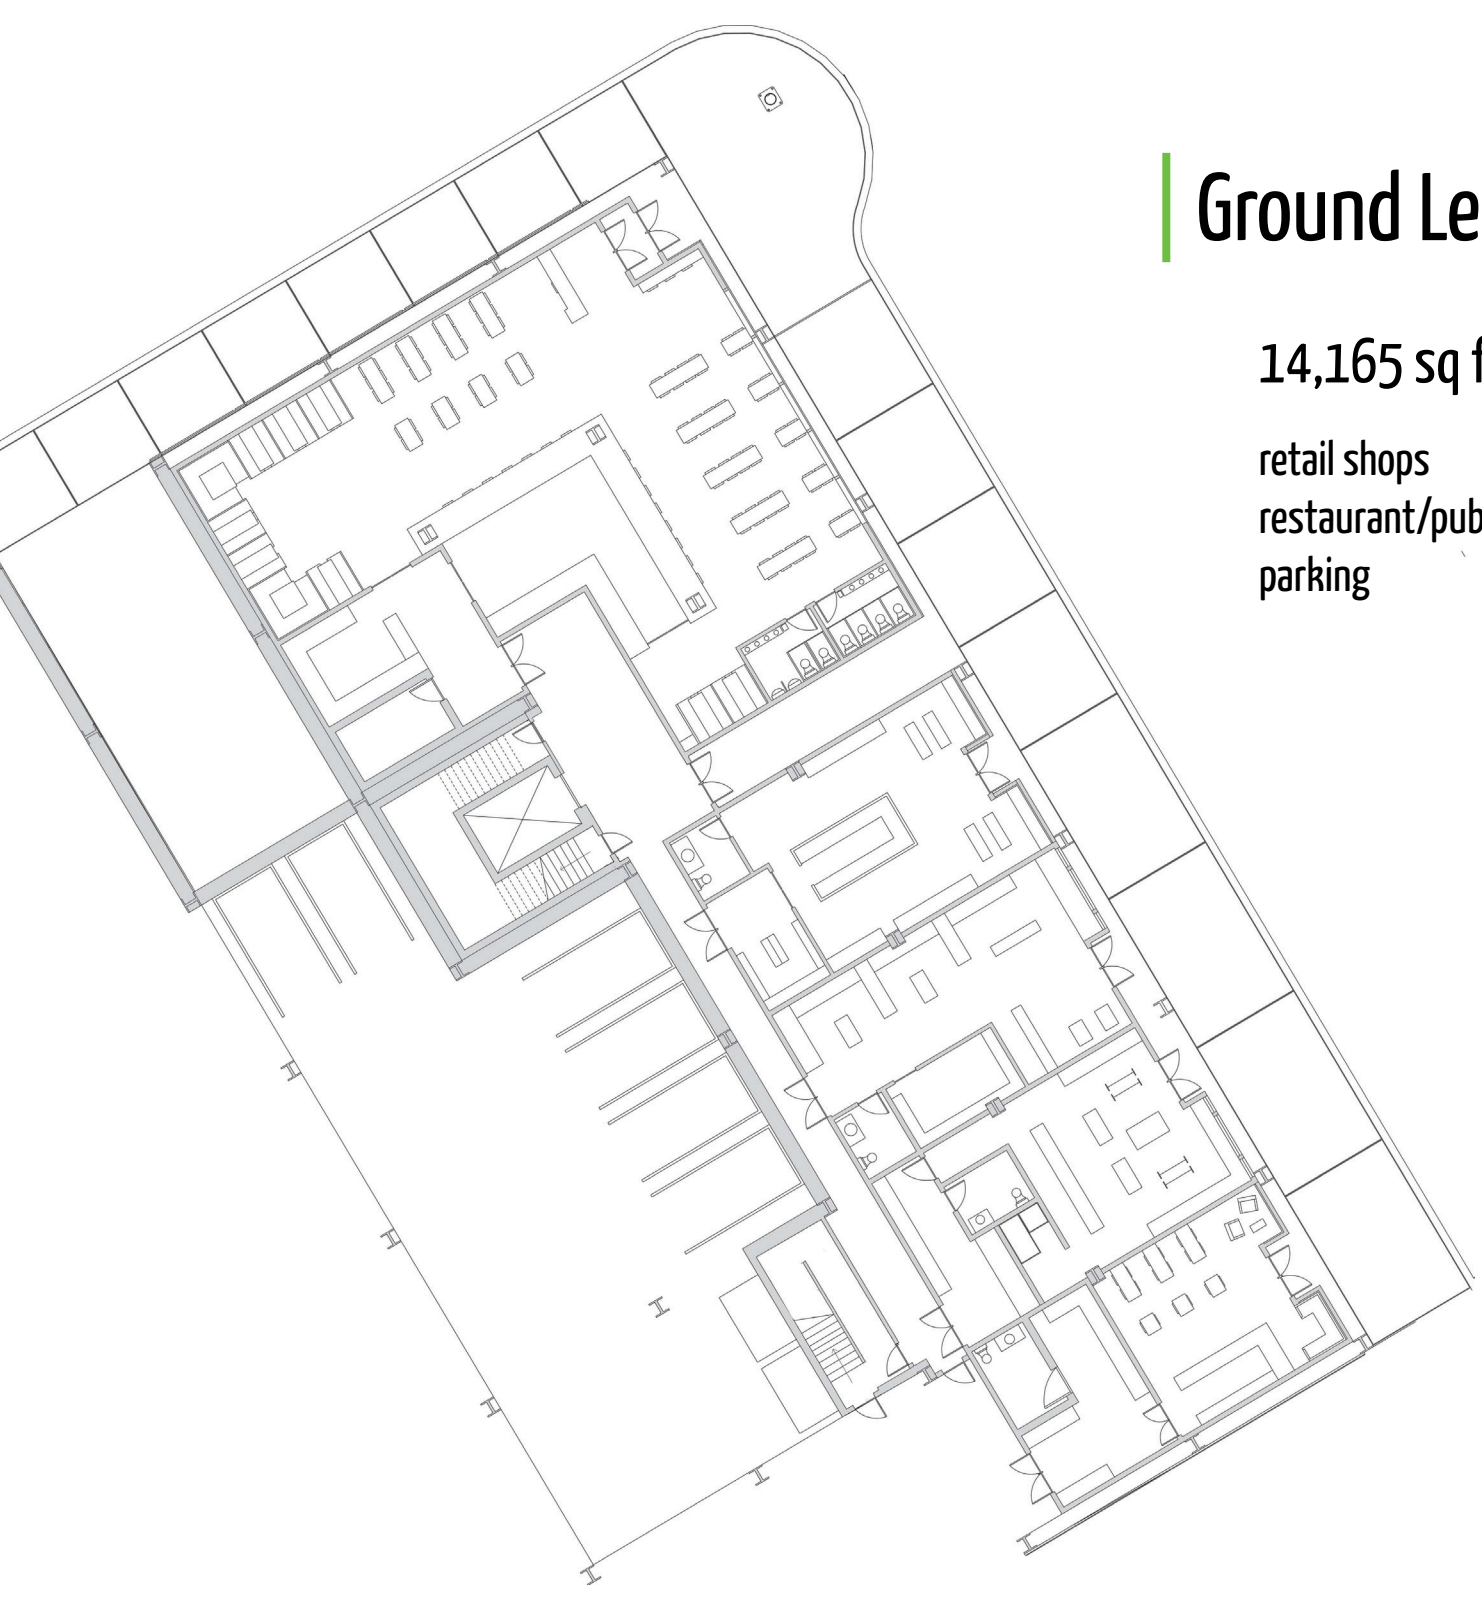 Ground Le
14,165 sq f
retail shops
restaurant/pub
parking